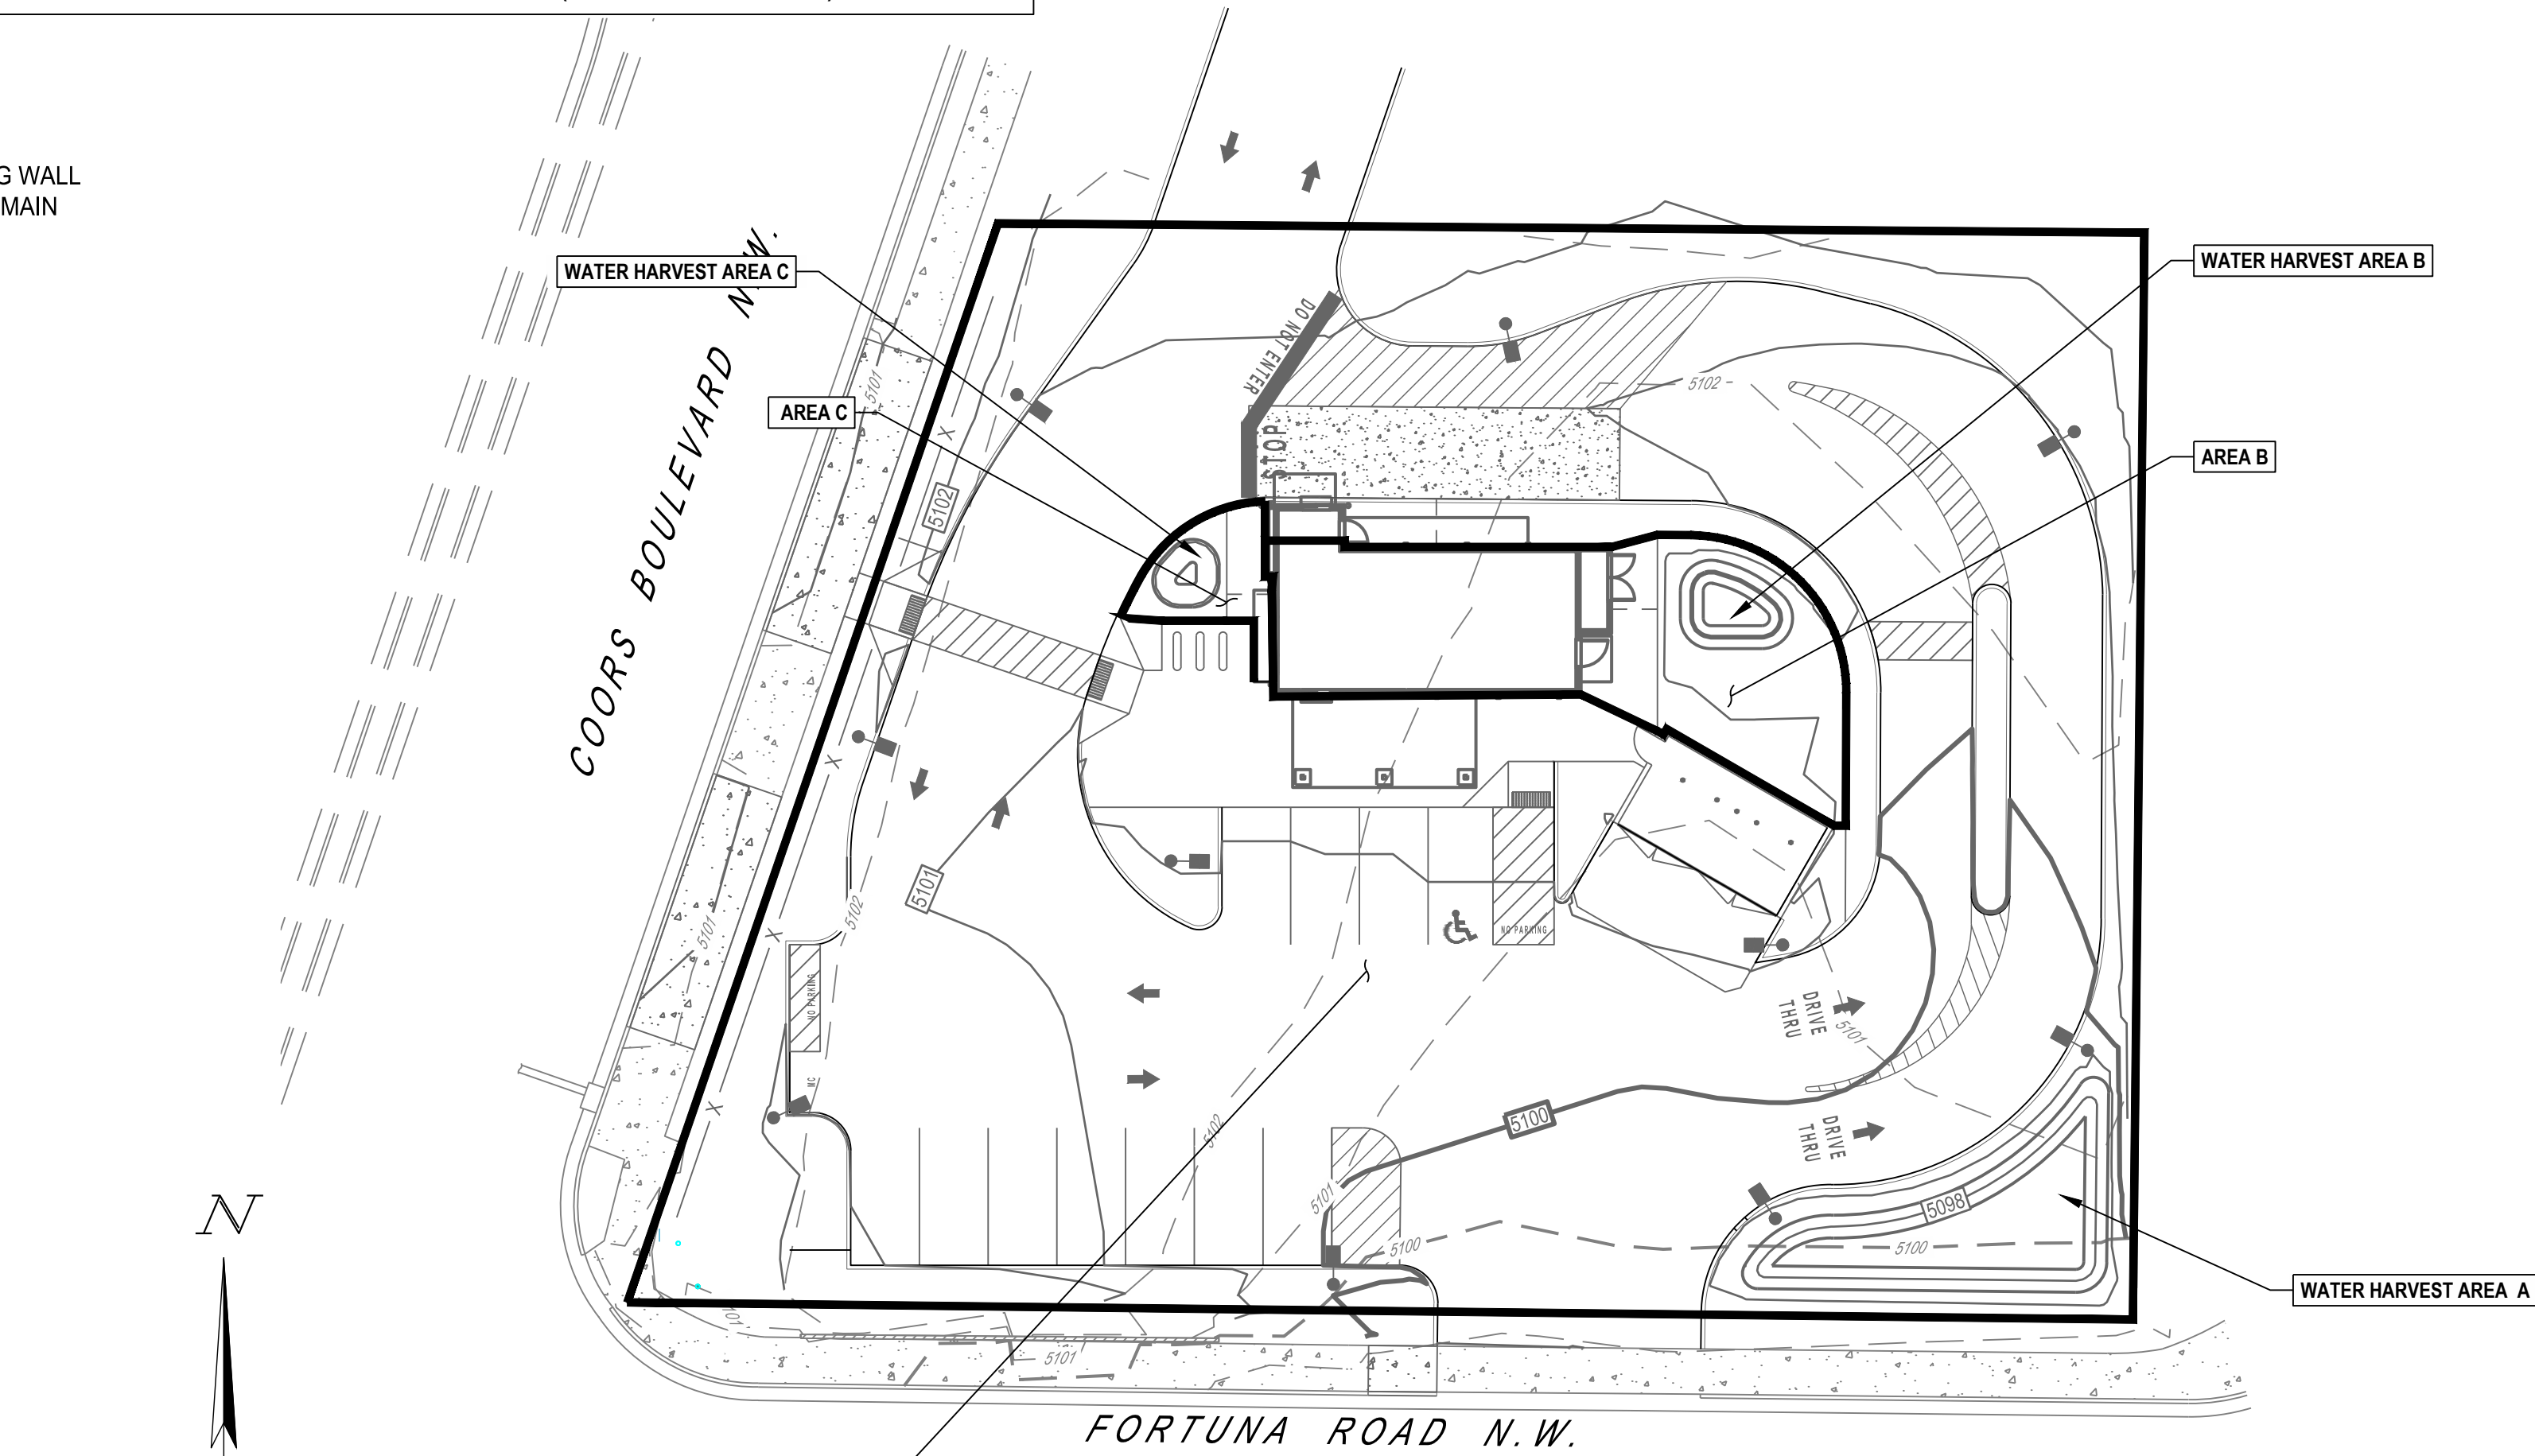 G WALL
MAIN
COORS BOULEVARD N.W.
WATER HARVEST AREA C
WATER HARVEST AREA B
AREA C
AREA B
DO NOT ENTER
STOP
5101
5102
5102
5102
5101
5101
NO PARKING
NO PARKING
MC
DRIVE
THRU
5101
DRIVE
THRU
5100
5102
5101
5098
5100
5100
WATER HARVEST AREA A
101
5101
N
FORTUNA ROAD N.W.
X
X
X
X